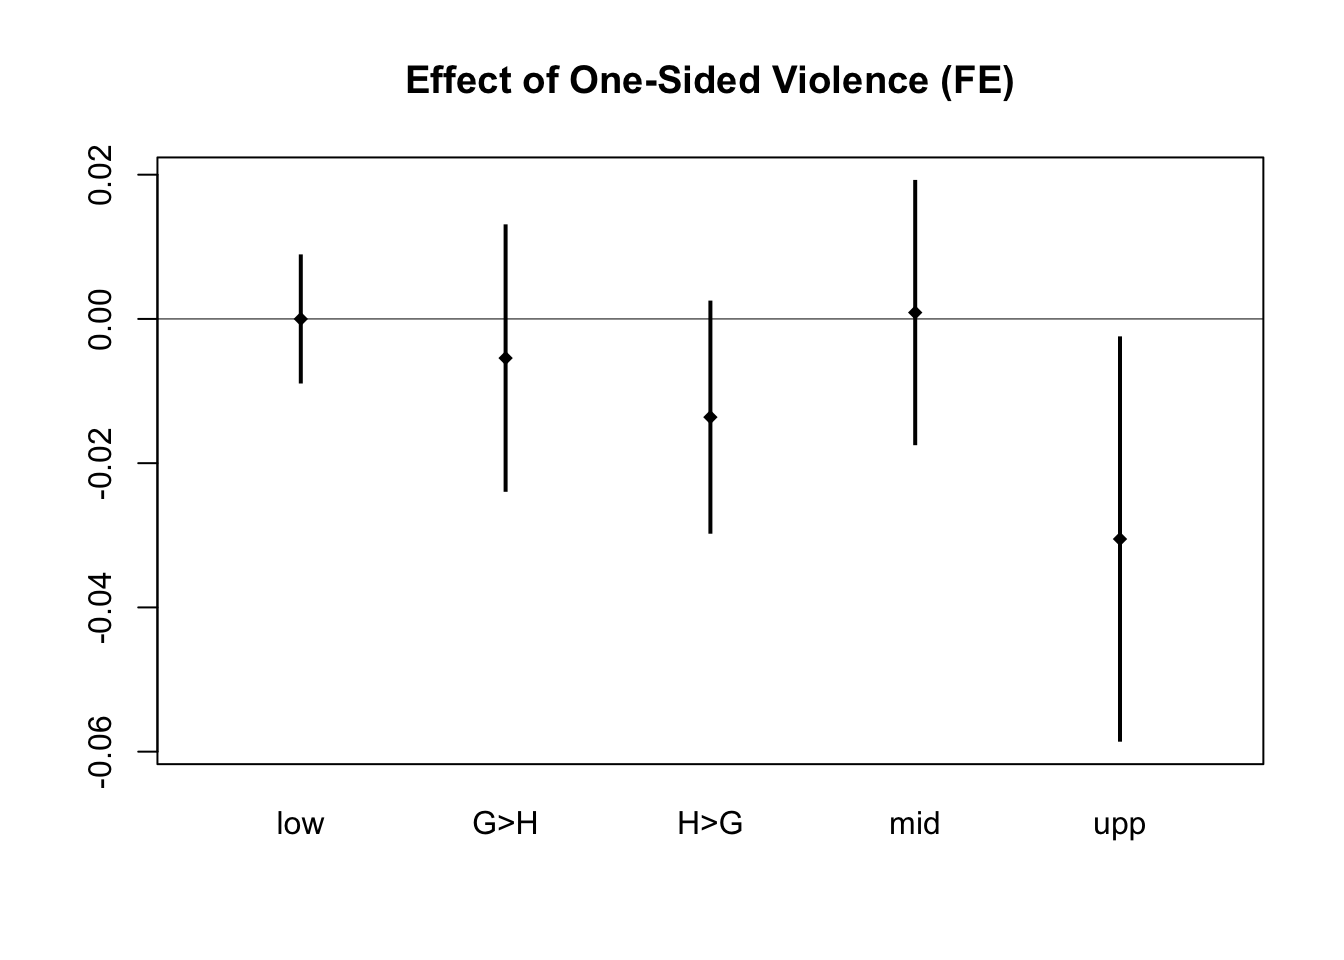 Effect of One-Sided Violence (FE)
0.02
0.00
-0.02
-0.04
-0.06
low G>H H>G mid upp